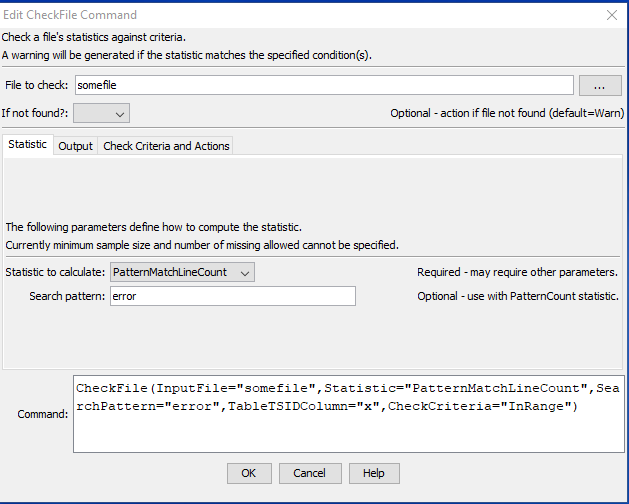 Edit CheckFile Command
Check a file's statistics against criteria.
A warning will be generated if the statistic matches the specified condition(s).
File to check: somefile ...
If not found?: Optional - action if file not found (default=Warn)
Statistic Output Check Criteria and Actions
The following parameters define how to compute the statistic.
Currently minimum sample size and number of missing allowed cannot be specified.
Statistic to calculate: PatternMatchLineCount Required - may require other parameters.
Search pattern: error Optional - use with PatternCount statistic.
Command: CheckFile(InputFile="somefile",Statistic="PatternMatchLineCount",Sea
rchPattern="error",TableTSIDColumn="x",CheckCriteria="InRange")
OK Cancel Help